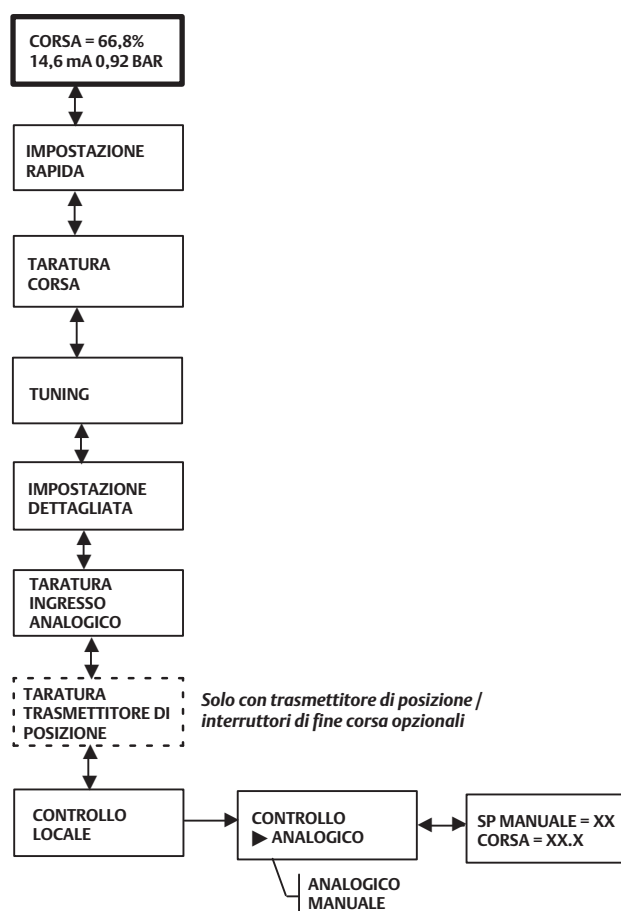 CORSA = 66,8%
14,6 mA 0,92 BAR
IMPOSTAZIONE
RAPIDA
TARATURA
CORSA
TUNING
IMPOSTAZIONE
DETTAGLIATA
TARATURA
INGRESSO
ANALOGICO
TARATURA
TRASMETTITORE DI
POSIZIONE
Solo con trasmettitore di posizione /
interruttori di fine corsa opzionali
CONTROLLO
LOCALE
CONTROLLO
▶ ANALOGICO
SP MANUALE = XX
CORSA = XX.X
ANALOGICO
MANUALE